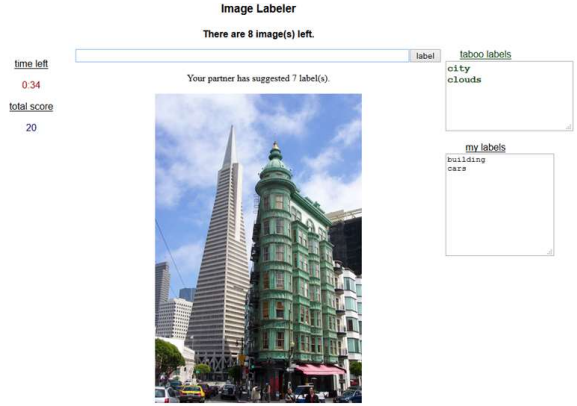 Image Labeler
There are 8 image(s) left.
label
Your partner has suggested 7 label(s).
time left
0:34
total score
20
taboo labels
city
clouds
my labels
building
cars